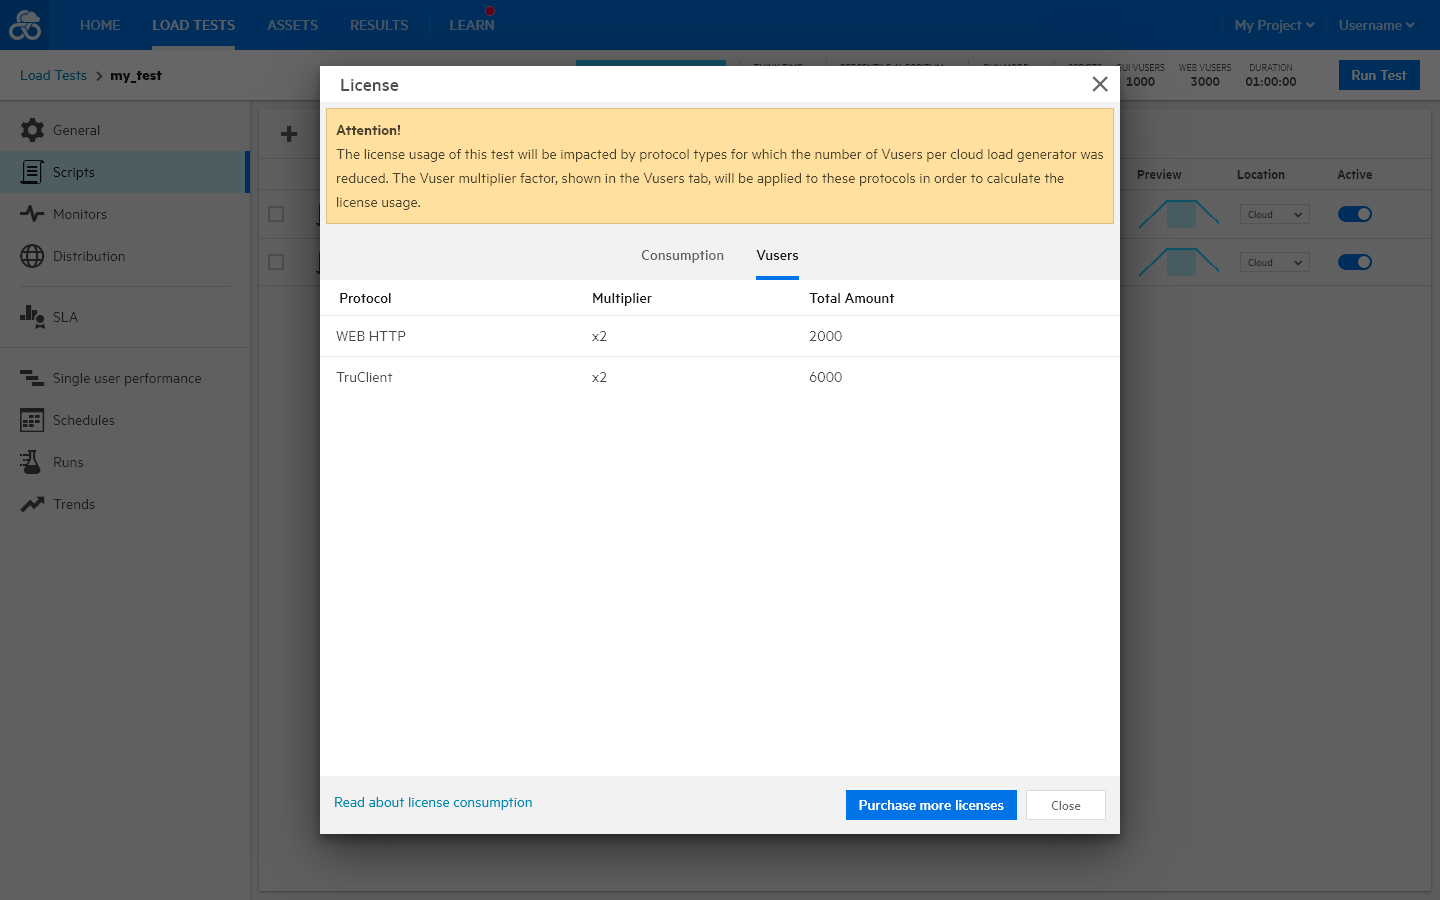 HOME
LOAD TESTS
ASSETS
RESULTS
LEARN
My Project
Username
Load Tests
my_test
GUI VUSERS
WEB VUSERS
DURATION
1000
3000
01:00:00
Run Test
License
Attention!
The license usage of this test will be impacted by protocol types for which the number of Vusers per cloud load generator was
reduced. The Vuser multiplier factor, shown in the Vusers tab, will be applied to these protocols in order to calculate the
license usage.
Consumption
Vusers
Protocol
Multiplier
Total Amount
WEB HTTP
x2
2000
TruClient
x2
6000
Read about license consumption
Purchase more licenses
Close
General
Scripts
Monitors
Distribution
SLA
Single user performance
Schedules
Runs
Trends
Preview
Location
Active
Cloud
Cloud